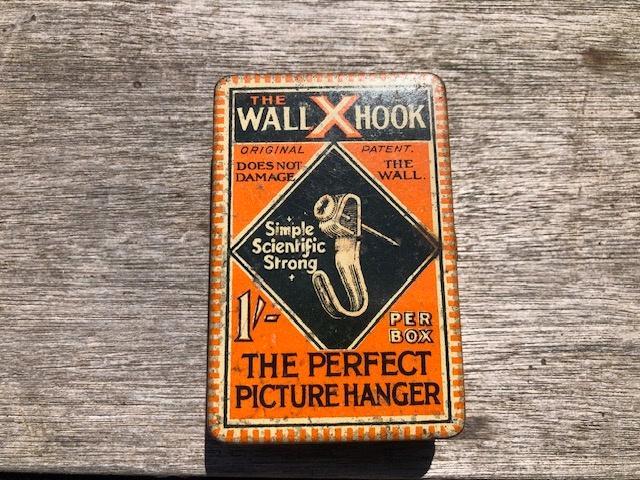 THE
WALL X HOOK
ORIGINAL PATENT.
DOES NOT THE
DAMAGE WALL.
Simple
Scientific
Strong
1/-
PER
BOX
THE PERFECT
PICTURE HANGER